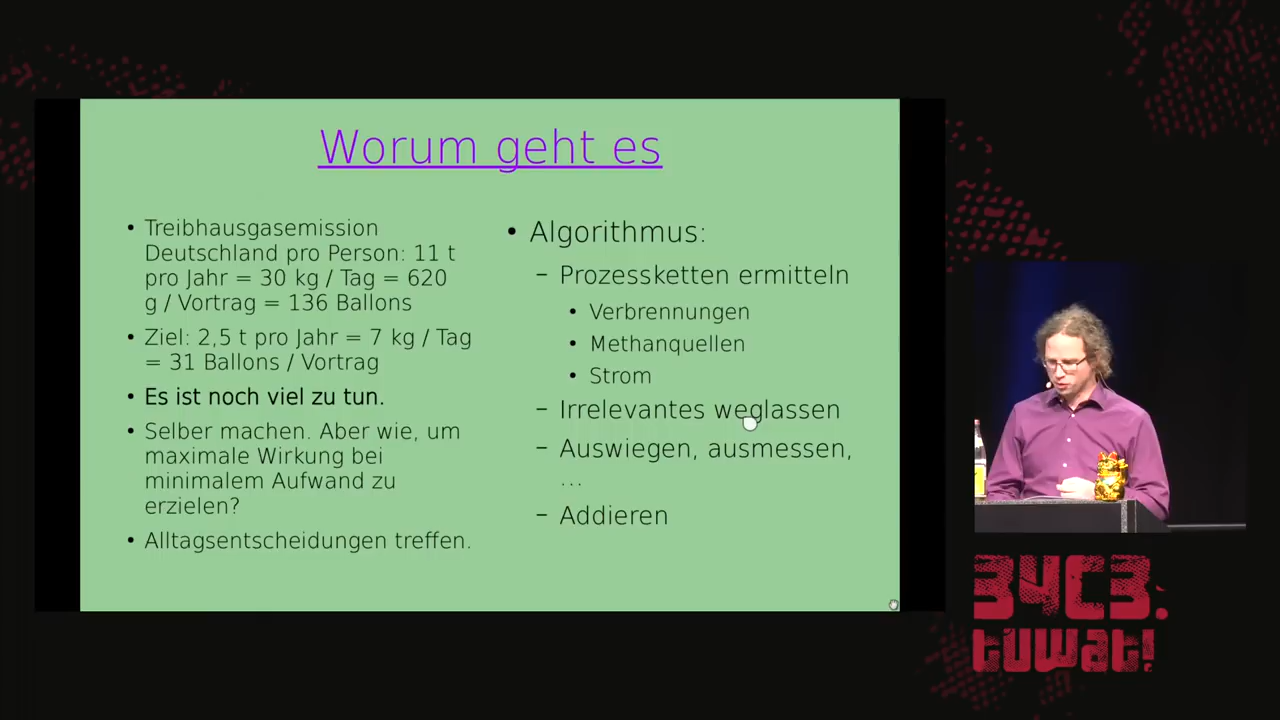 Worum geht es
• Treibhausgasemission
Deutschland pro Person: 11 t
pro Jahr = 30 kg / Tag = 620
g / Vortrag = 136 Ballons
• Ziel: 2,5 t pro Jahr = 7 kg / Tag
= 31 Ballons / Vortrag
• Es ist noch viel zu tun.
• Selber machen. Aber wie, um
maximale Wirkung bei
minimalem Aufwand zu
erzielen?
• Alltagsentscheidungen treffen.
• Algorithmus:
– Prozessketten ermitteln
• Verbrennungen
• Methanquellen
• Strom
– Irrelevantes weglassen
– Auswiegen, ausmessen,
...
– Addieren
34C3.
tuwat!